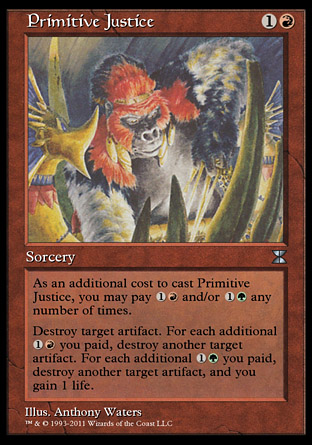 Primitive Justice 1
Sorcery
As an additional cost to cast Primitive
Justice, you may pay 1 and/or 1 any
number of times.
Destroy target artifact. For each additional
1 you paid, destroy another target
artifact. For each additional 1 you paid,
destroy another target artifact, and you
gain 1 life.
Illus. Anthony Waters
™ & © 1993-2011 Wizards of the Coast LLC